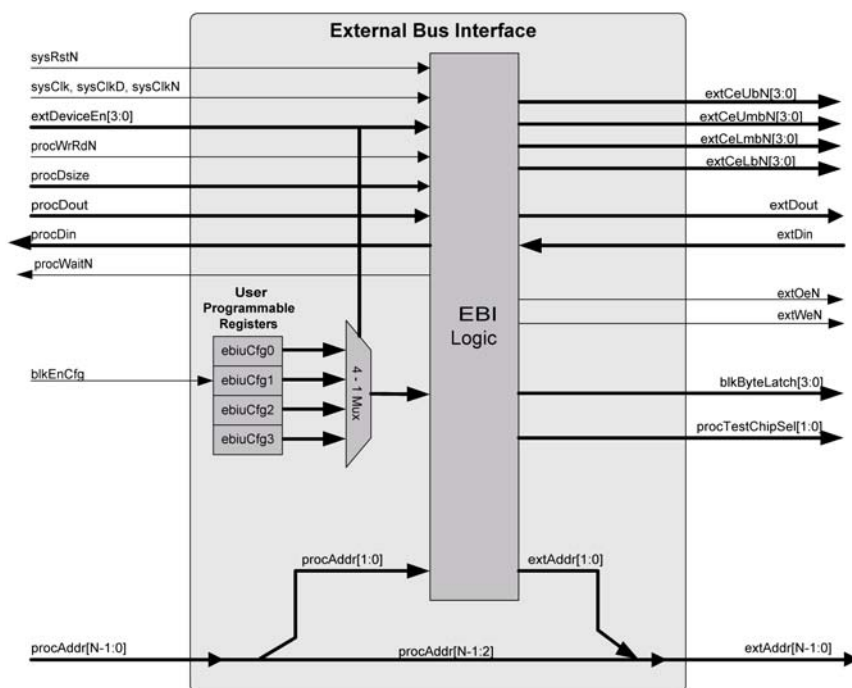 External Bus Interface
sysRstN
sysClk, sysClkD, sysClkN
extDeviceEn[3:0]
procWrRdN
procDsize
procDout
procDin
procWaitN
User
Programmable
Registers
ebiuCfg0
ebiuCfg1
ebiuCfg2
ebiuCfg3
blkEnCfg
4 - 1 Mux
EBI
Logic
extCeUbN[3:0]
extCeUmbN[3:0]
extCeLmbN[3:0]
extCeLbN[3:0]
extDout
extDin
extOeN
extWeN
blkByteLatch[3:0]
procTestChipSel[1:0]
procAddr[1:0]
extAddr[1:0]
procAddr[N-1:0]
procAddr[N-1:2]
extAddr[N-1:0]